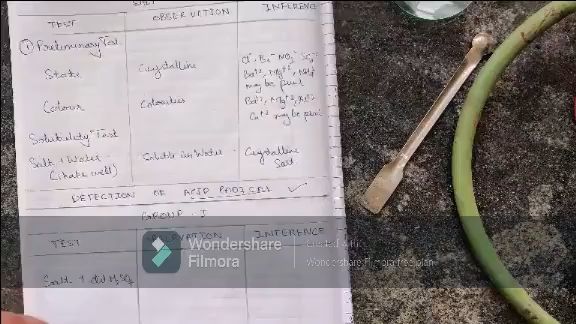 TEST OBSERVATION INFERENCE
① Preliminary Test
State Crystalline Cl⁻, Br⁻ NO₃⁻ SO₄²⁻
may be present
Colour Colourless
may be present
Solubility Test
Salt + Water Soluble in Water Crystalline
(shake well) Salt
DETECTION OF ACID RADICAL ✓
GROUP - I
TEST OBSERVATION INFERENCE
Salt + dil H₂SO₄
Wondershare
Filmora
Created with
Wondershare Filmora free plan